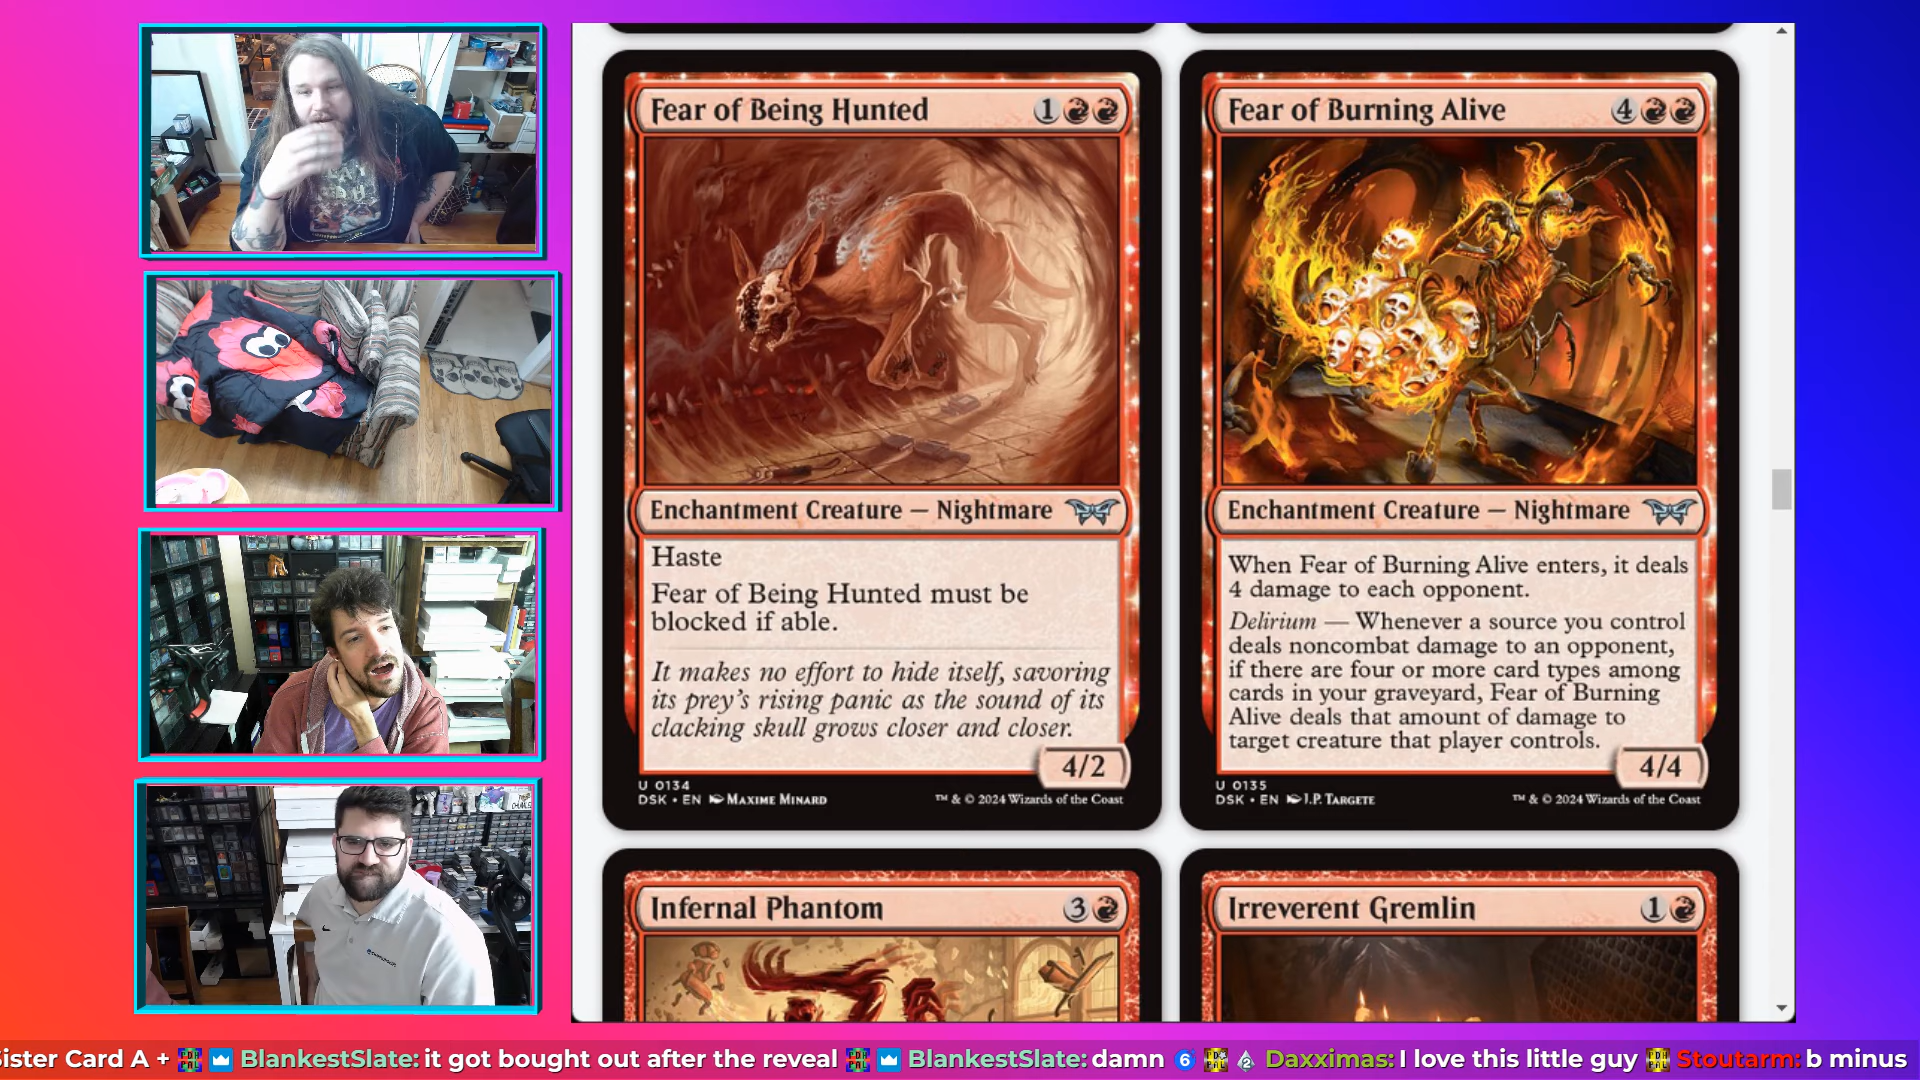 Fear of Being Hunted 1
Enchantment Creature — Nightmare
Haste
Fear of Being Hunted must be
blocked if able.
It makes no effort to hide itself, savoring
its prey's rising panic as the sound of its
clacking skull grows closer and closer.
4/2
U 0134
DSK • EN MAXIME MINARD
™ & © 2024 Wizards of the Coast
Fear of Burning Alive 4
Enchantment Creature — Nightmare
When Fear of Burning Alive enters, it deals
4 damage to each opponent.
Delirium — Whenever a source you control
deals noncombat damage to an opponent,
if there are four or more card types among
cards in your graveyard, Fear of Burning
Alive deals that amount of damage to
target creature that player controls.
4/4
U 0135
DSK • EN J.P. TARGETE
™ & © 2024 Wizards of the Coast
Infernal Phantom 3
Irreverent Gremlin 1
Sister Card A + BlankestSlate: it got bought out after the reveal BlankestSlate: damn 6 2 Daxximas: I love this little guy Stoutarm: b minus